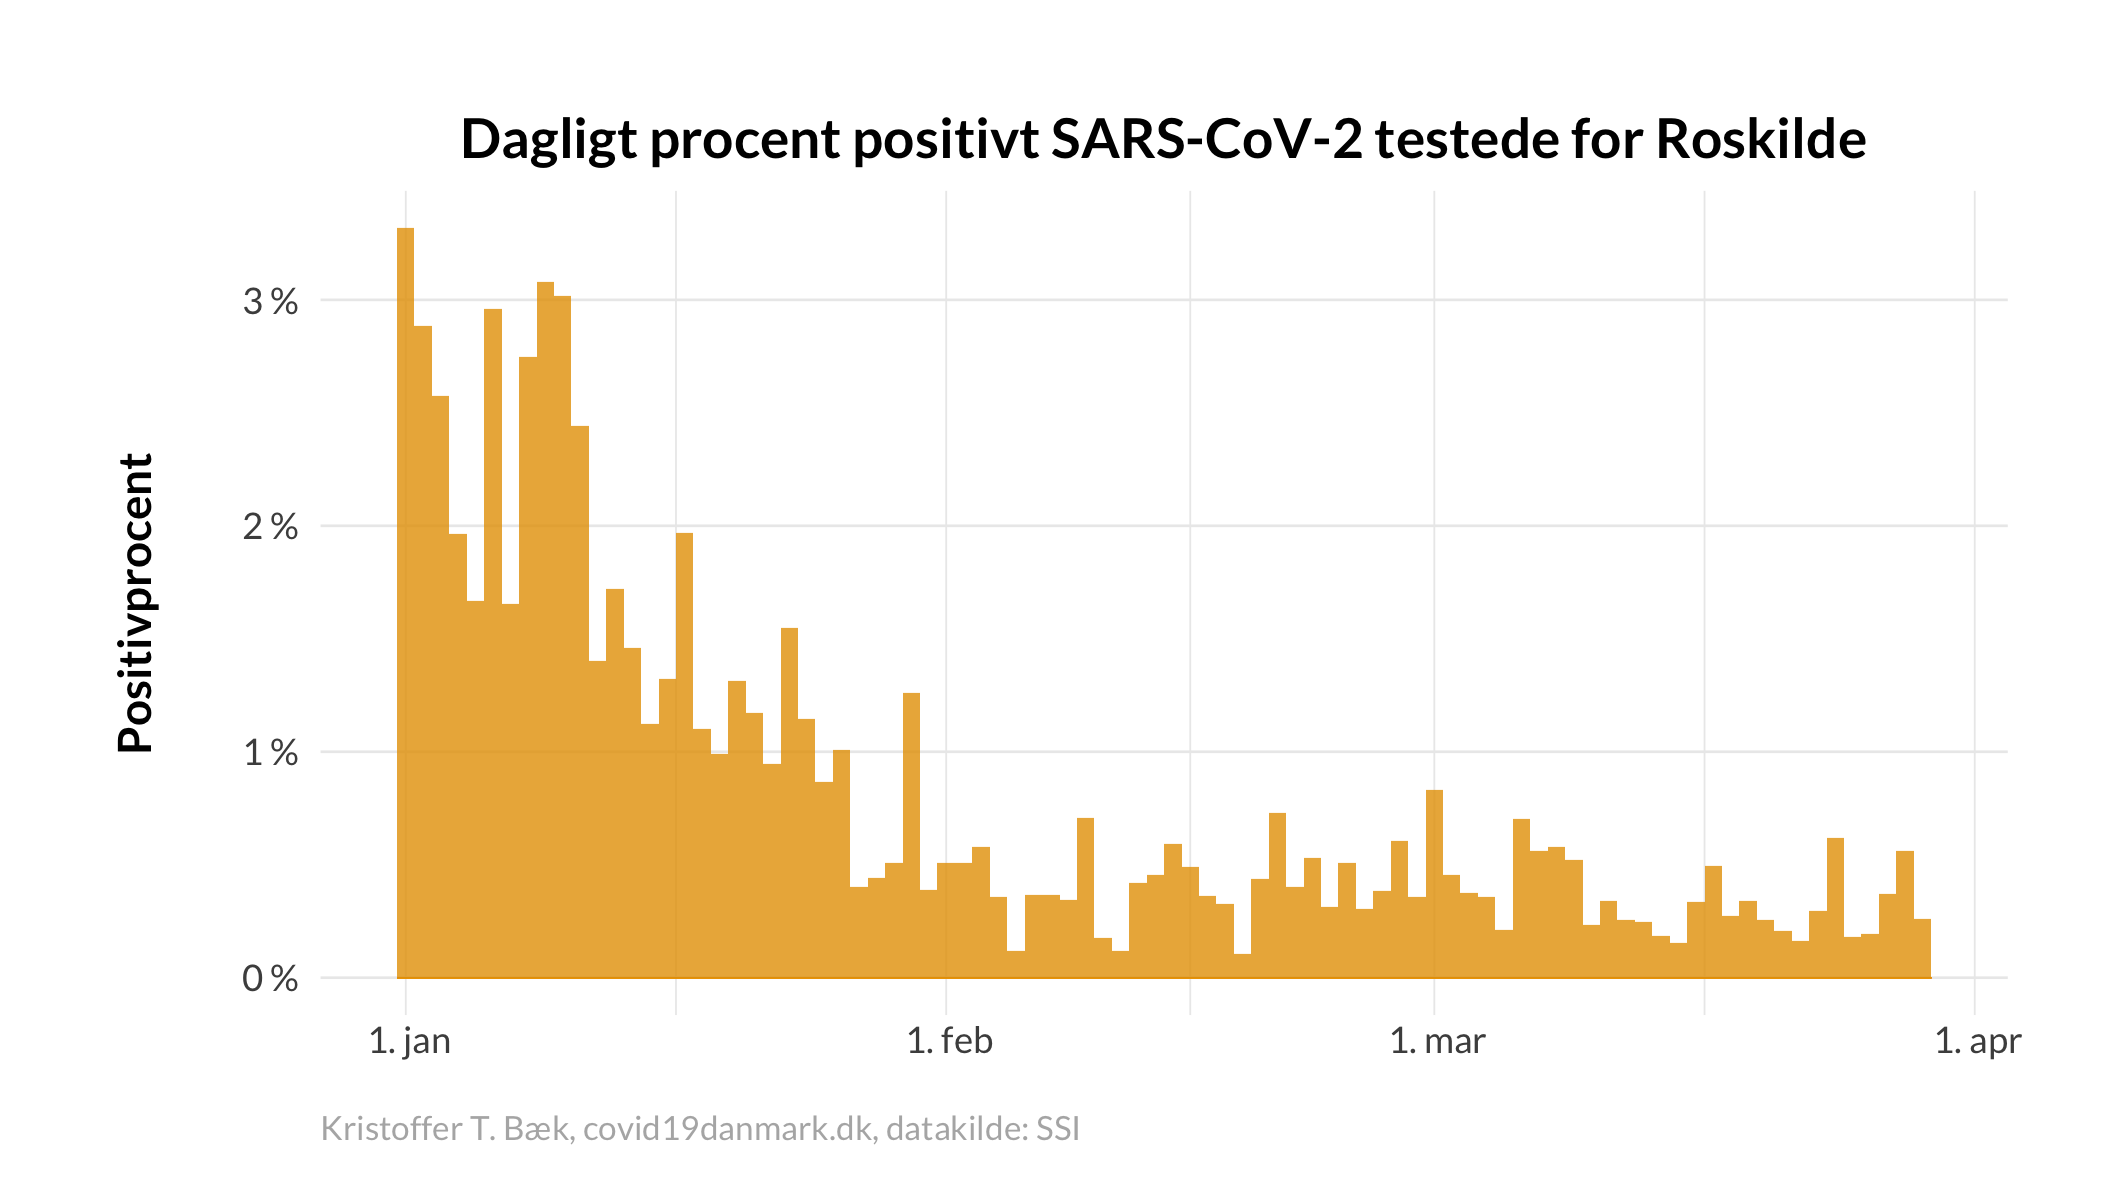 Dagligt procent positivt SARS-CoV-2 testede for Roskilde
Positivprocent
3 %
2 %
1 %
0 %
1. jan
1. feb
1. mar
1. apr
Kristoffer T. Bæk, covid19danmark.dk, datakilde: SSI